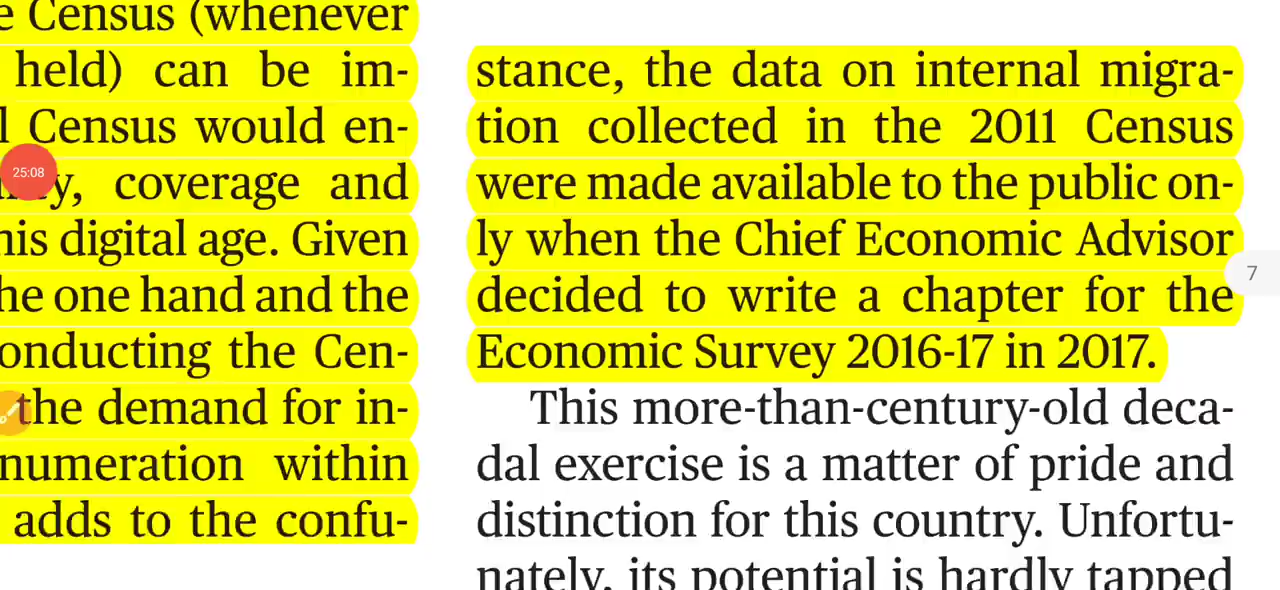 e Census (whenever
held) can be im-
l Census would en-
y, coverage and
his digital age. Given
he one hand and the
onducting the Cen-
the demand for in-
numeration within
adds to the confu-
25:08
stance, the data on internal migra-
tion collected in the 2011 Census
were made available to the public on-
ly when the Chief Economic Advisor
decided to write a chapter for the
Economic Survey 2016-17 in 2017.
This more-than-century-old deca-
dal exercise is a matter of pride and
distinction for this country. Unfortu-
nately, its potential is hardly tapped
7